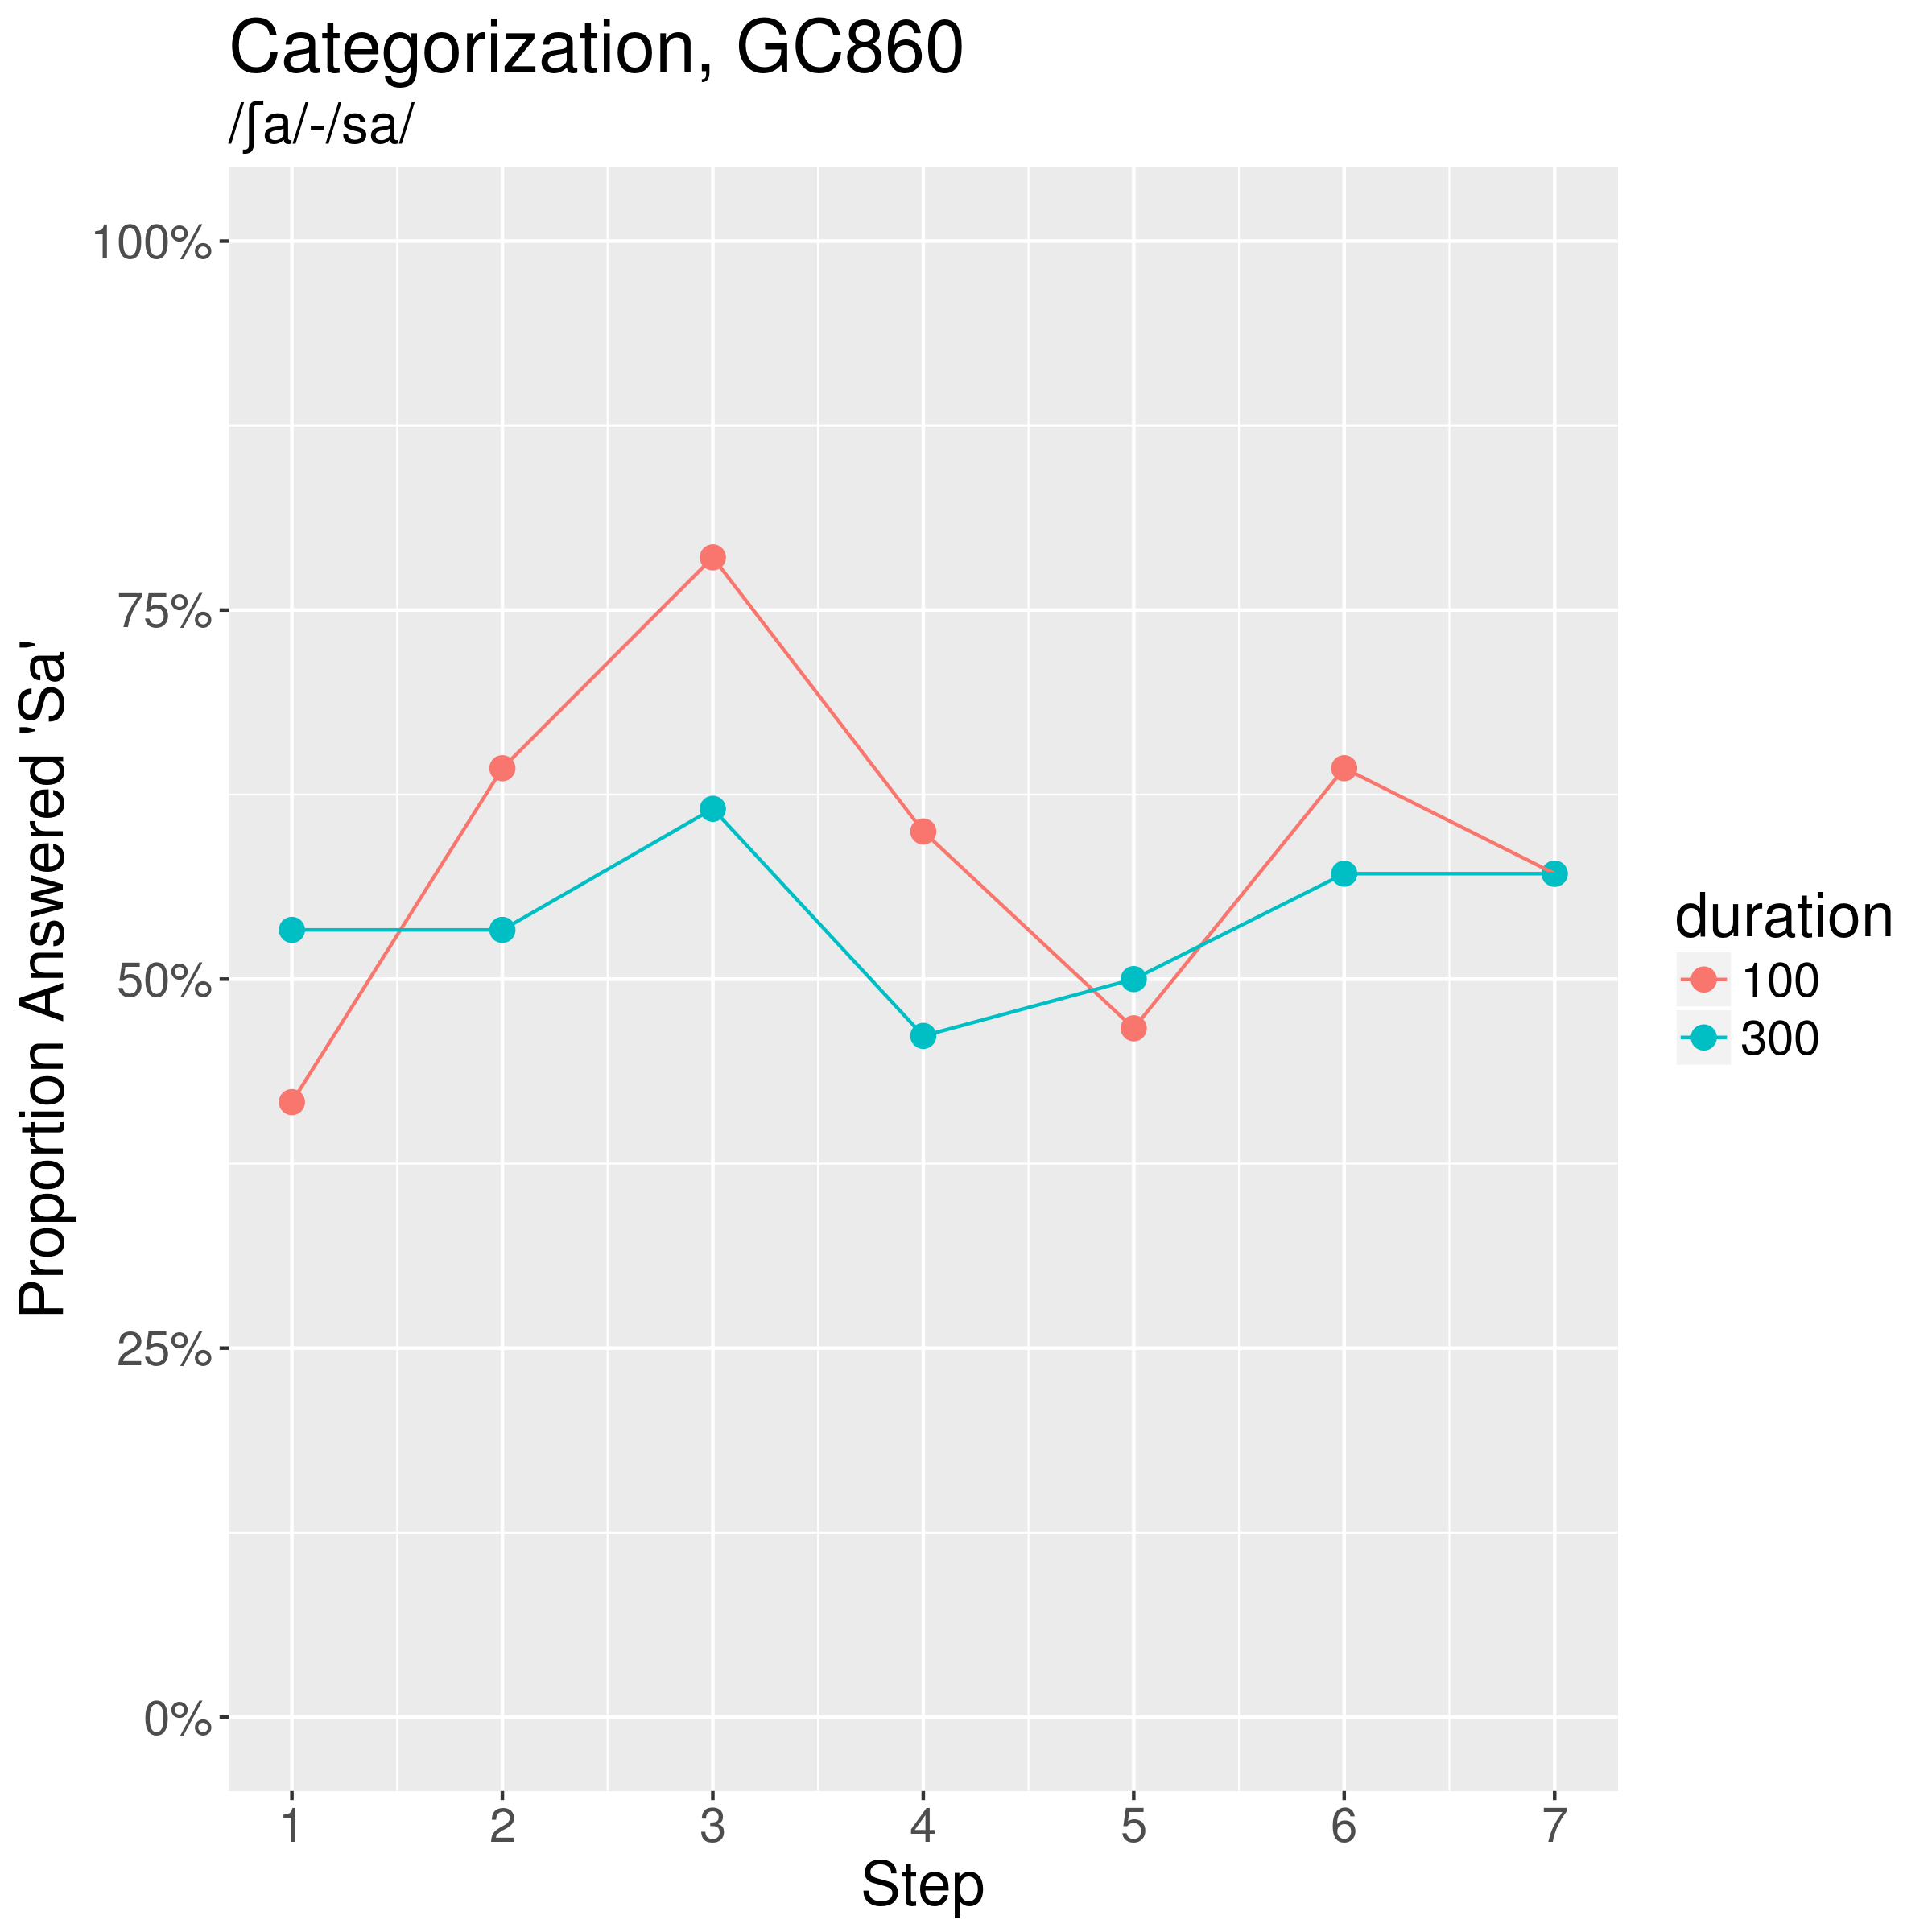 Categorization, GC860
/ʃa/-/sa/
100%
75%
50%
25%
0%
Proportion Answered 'Sa'
1 2 3 4 5 6 7
Step
duration
100
300